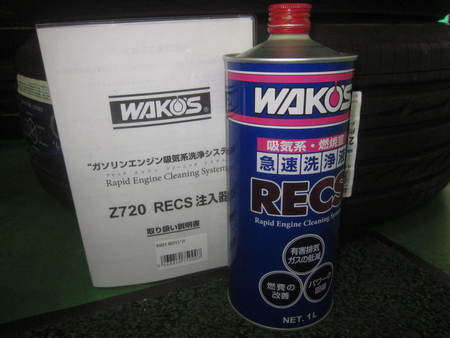 WAKO'S
"ガソリンエンジン吸気系洗浄システ
Rapid Engine Cleaning System
Z720 RECS 注入器
取り扱い説明書
WAKO'S
吸気系・燃焼室
急速洗浄液
RECS
Rapid Engine Cleaning System
有害排気
ガスの低減
燃費の
改善
パワーの
回復
NET. 1L